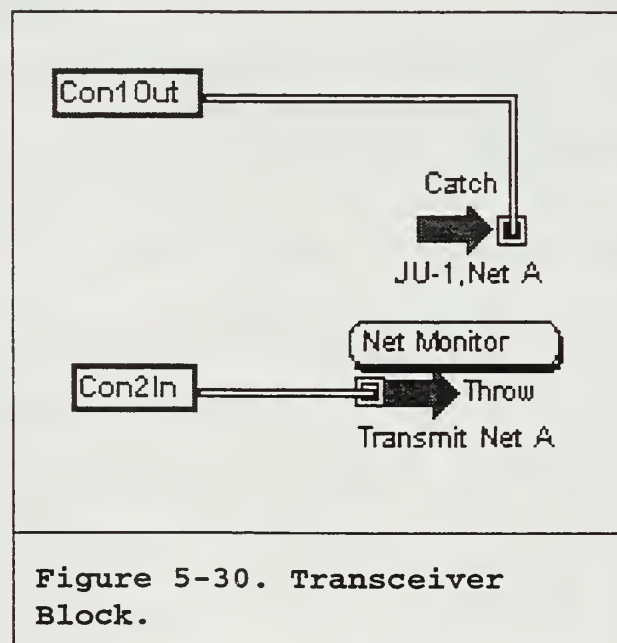 Con1Out
Catch
JU-1,Net A
Net Monitor
Con2In
Throw
Transmit Net A
Figure 5-30. Transceiver
Block.